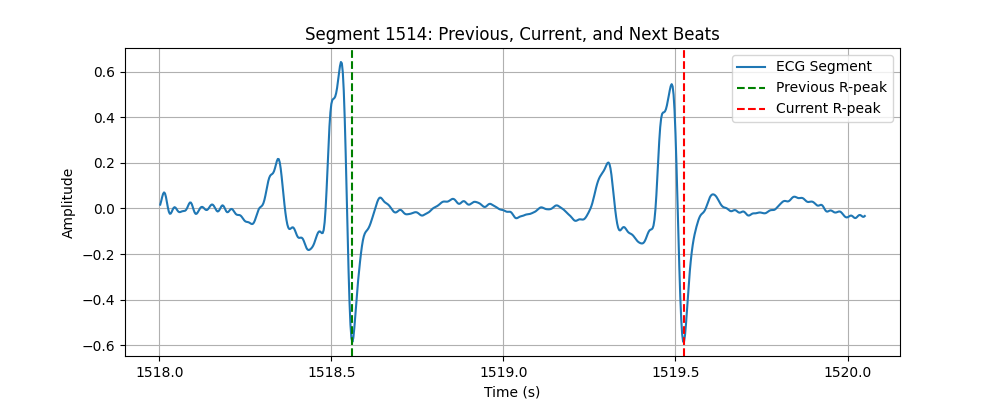 Segment 1514: Previous, Current, and Next Beats
ECG Segment
Previous R-peak
Current R-peak
Amplitude
0.6
0.4
0.2
0.0
−0.2
−0.4
−0.6
1518.0 1518.5 1519.0 1519.5 1520.0
Time (s)